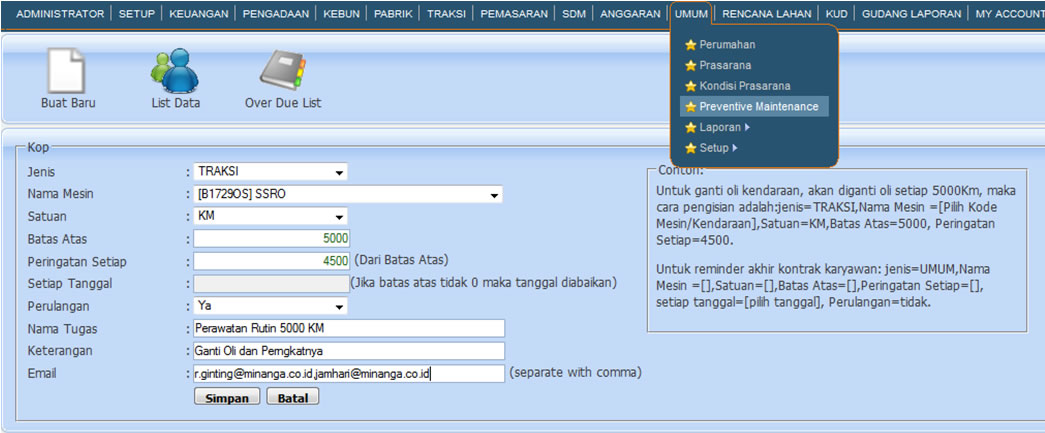 ADMINISTRATOR SETUP KEUANGAN PENGADAAN KEBUN PABRIK TRAKSI PEMASARAN SDM ANGGARAN UMUM RENCANA LAHAN KUD GUDANG LAPORAN MY ACCOUNT
Perumahan
Prasarana
Kondisi Prasarana
Preventive Maintenance
Laporan
Setup
Buat Baru List Data Over Due List
Kop
Jenis : TRAKSI
Nama Mesin : [B1729OS] SSRO
Satuan : KM
Batas Atas : 5000
Peringatan Setiap : 4500 (Dari Batas Atas)
Setiap Tanggal : (Jika batas atas tidak 0 maka tanggal diabaikan)
Perulangan : Ya
Nama Tugas : Perawatan Rutin 5000 KM
Keterangan : Ganti Oli dan Perngkatnya
Email : r.ginting@minanga.co.id,jamhari@minanga.co.id (separate with comma)
Simpan Batal
Contoh:
Untuk ganti oli kendaraan, akan diganti oli setiap 5000Km, maka
cara pengisian adalah:jenis=TRAKSI,Nama Mesin =[Pilih Kode
Mesin/Kendaraan],Satuan=KM,Batas Atas=5000, Peringatan
Setiap=4500.
Untuk reminder akhir kontrak karyawan: jenis=UMUM,Nama
Mesin =[],Satuan=[],Batas Atas=[],Peringatan Setiap=[],
setiap tanggal=[pilih tanggal], Perulangan=tidak.